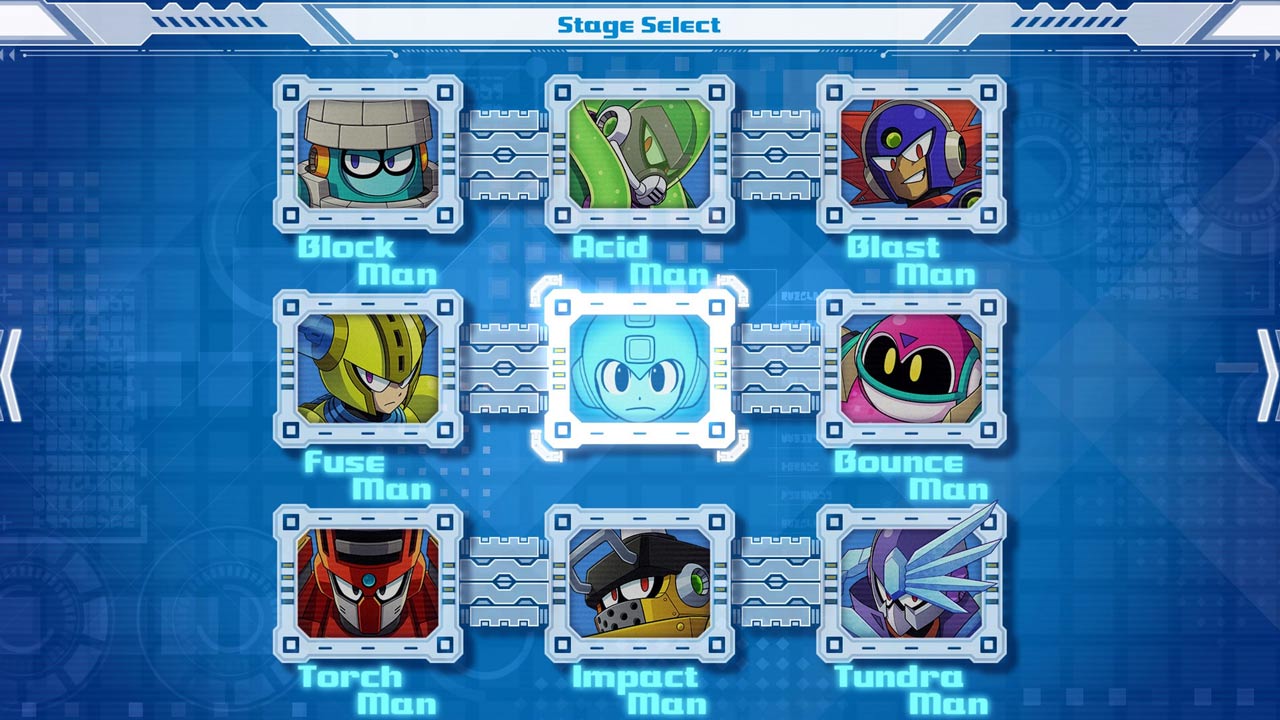 Stage Select
Block
Man
Acid
Man
Blast
Man
Fuse
Man
Bounce
Man
Torch
Man
Impact
Man
Tundra
Man